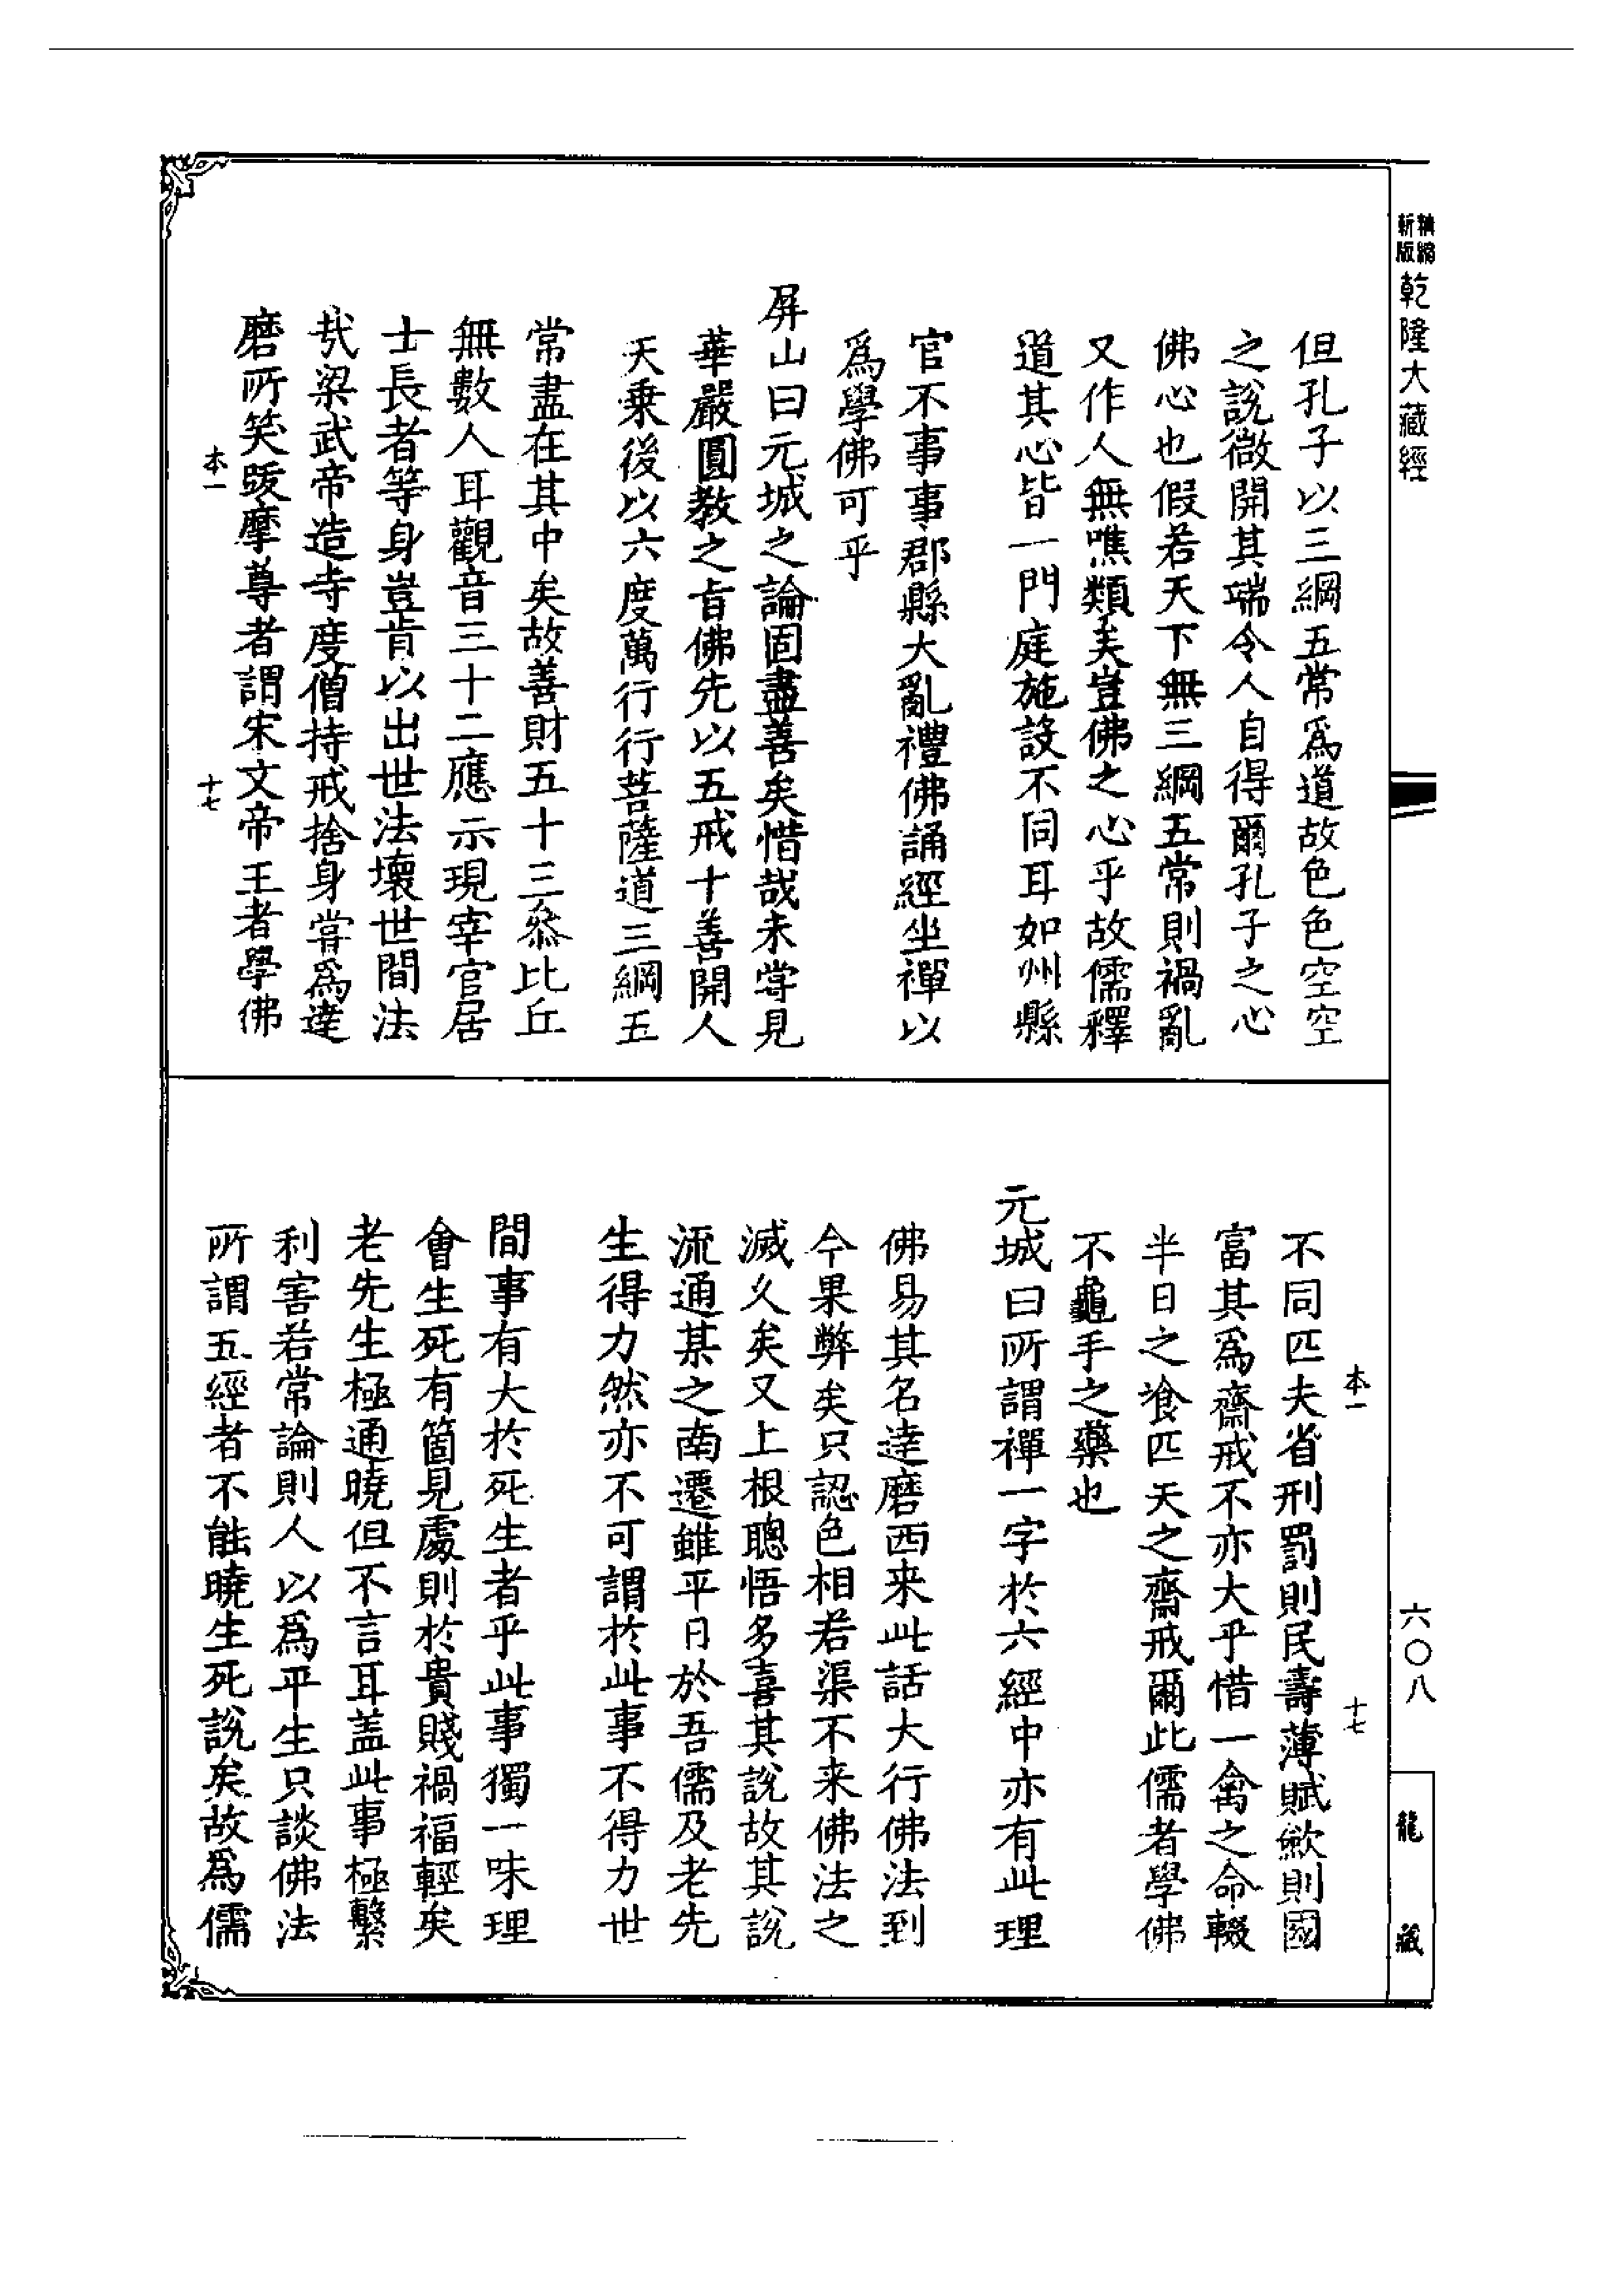 精縮
新版
乾隆大藏經
但孔子以三綱五常爲道故色色空空
之說微開其端令人自得爾孔子之心
佛心也假若天下無三綱五常則禍亂
又作人無噍類矣豈佛之心乎故儒釋
道其心皆一門庭施設不同耳如州縣
官不事事郡縣大亂禮佛誦經坐禪以
爲學佛可乎
屏山曰元城之論固盡善矣惜哉未嘗見
華嚴圓教之旨佛先以五戒十善開人
天乗後以六度萬行行菩薩道三綱五
常盡在其中矣故善財五十三叅比丘
無數人耳觀音三十二應示現宰官居
士長者等身豈肯以出世法壞世間法
㦲梁武帝造寺度僧持戒捨身嘗爲達
磨所笑䟦摩尊者謂宋文帝王者學佛
本一
十七
本一
十七
不同匹夫省刑罰則民壽薄賦歛則國
富其爲齋戒不亦大乎惜一禽之命輟
半日之飡匹夫之齋戒爾此儒者學佛
不龜手之藥也
元城曰所謂禪一字於六經中亦有此理
佛易其名達磨西来此話大行佛法到
今果弊矣只認色相若渠不来佛法之
滅久矣又上根聰悟多喜其說故其說
流通某之南遷雖平日於吾儒及老先
生得力然亦不可謂於此事不得力世
間事有大於死生者乎此事獨一味理
會生死有箇見處則於貴賤禍福輕矣
老先生極通曉但不言耳盖此事極繫
利害若常論則人以爲平生只談佛法
所謂五經者不能曉生死說矣故爲儒
六〇八
龍藏